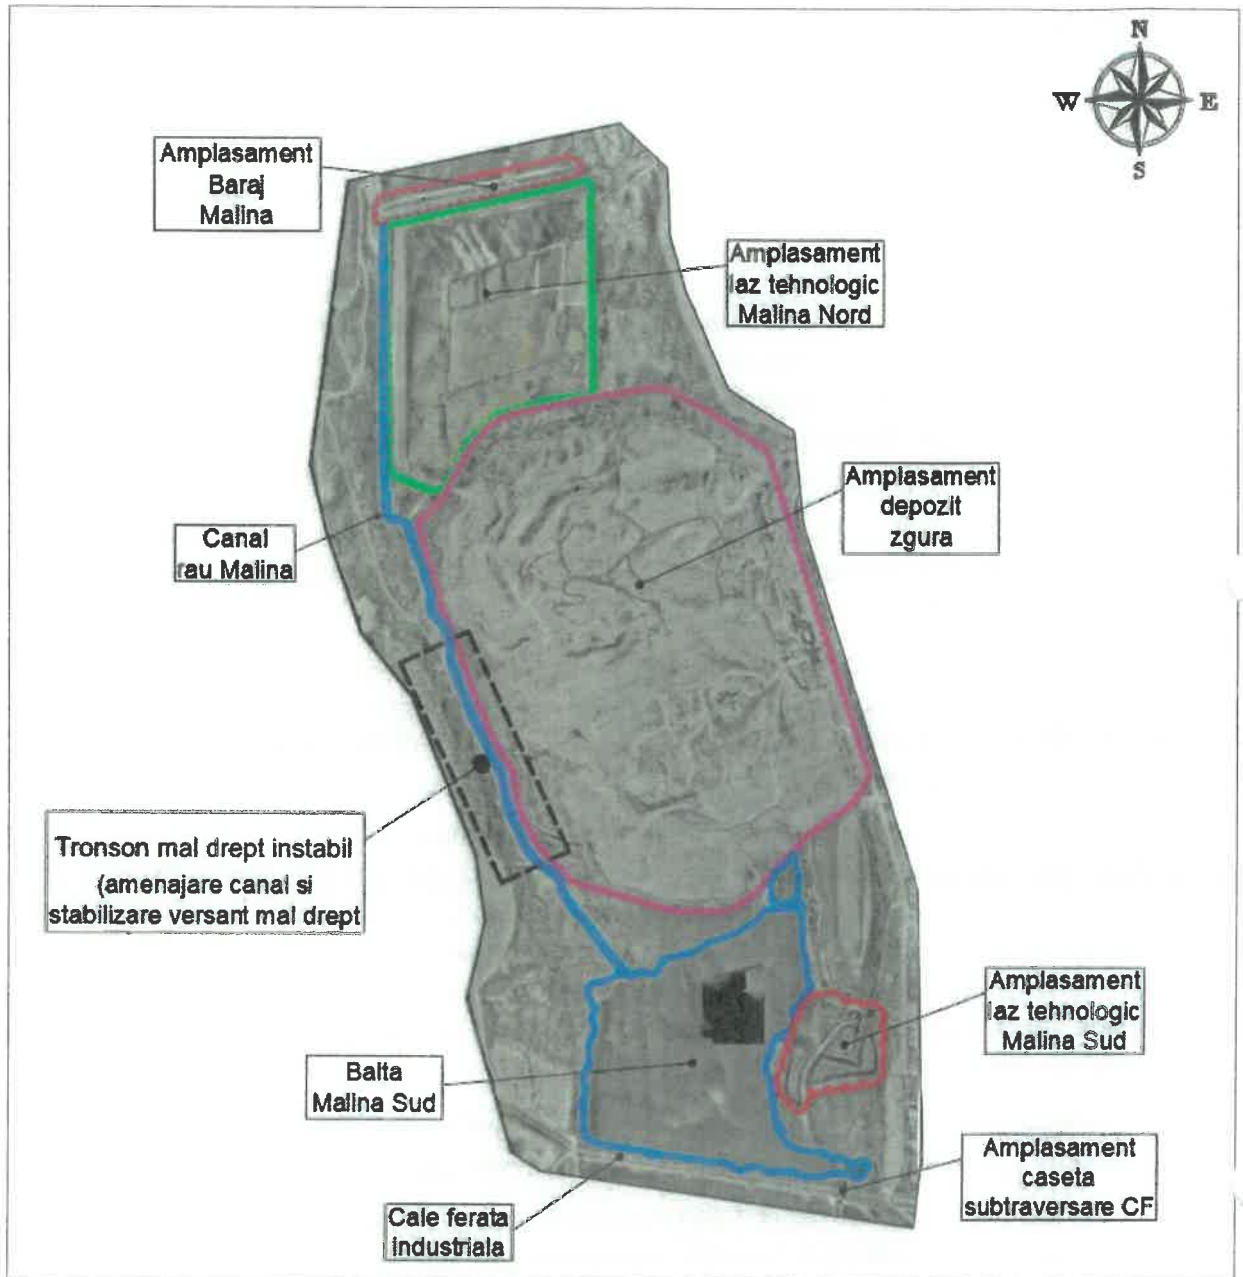 N
W
E
S
Amplasament
Baraj
Malina
Amplasament
iaz tehnologic
Malina Nord
Amplasament
depozit
zgura
Canal
rau Malina
Tronson mal drept instabil
(amenajare canal si
stabilizare versant mal drept
Amplasament
iaz tehnologic
Malina Sud
Balta
Malina Sud
Amplasament
caseta
subtraversare CF
Cale ferata
industriala